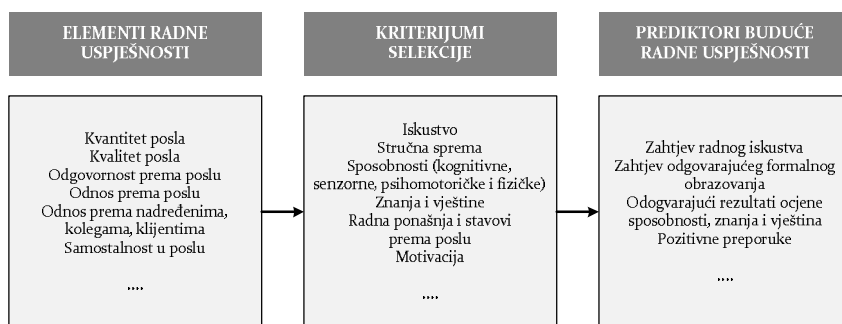 ELEMENTI RADNE
USPJEŠNOSTI
Kvantitet posla
Kvalitet posla
Odgovornost prema poslu
Odnos prema poslu
Odnos prema nadređenima,
kolegama, klijentima
Samostalnost u poslu
....
KRITERIJUMI
SELEKCIJE
Iskustvo
Stručna sprema
Sposobnosti (kognitivne,
senzorne, psihomotoričke i fizičke)
Znanja i vještine
Radna ponašnja i stavovi
prema poslu
Motivacija
....
PREDIKTORI BUDUĆE
RADNE USPJEŠNOSTI
Zahtjev radnog iskustva
Zahtjev odgovarajućeg formalnog
obrazovanja
Odogvarajući rezultati ocjene
sposobnosti, znanja i vještina
Pozitivne preporuke
....